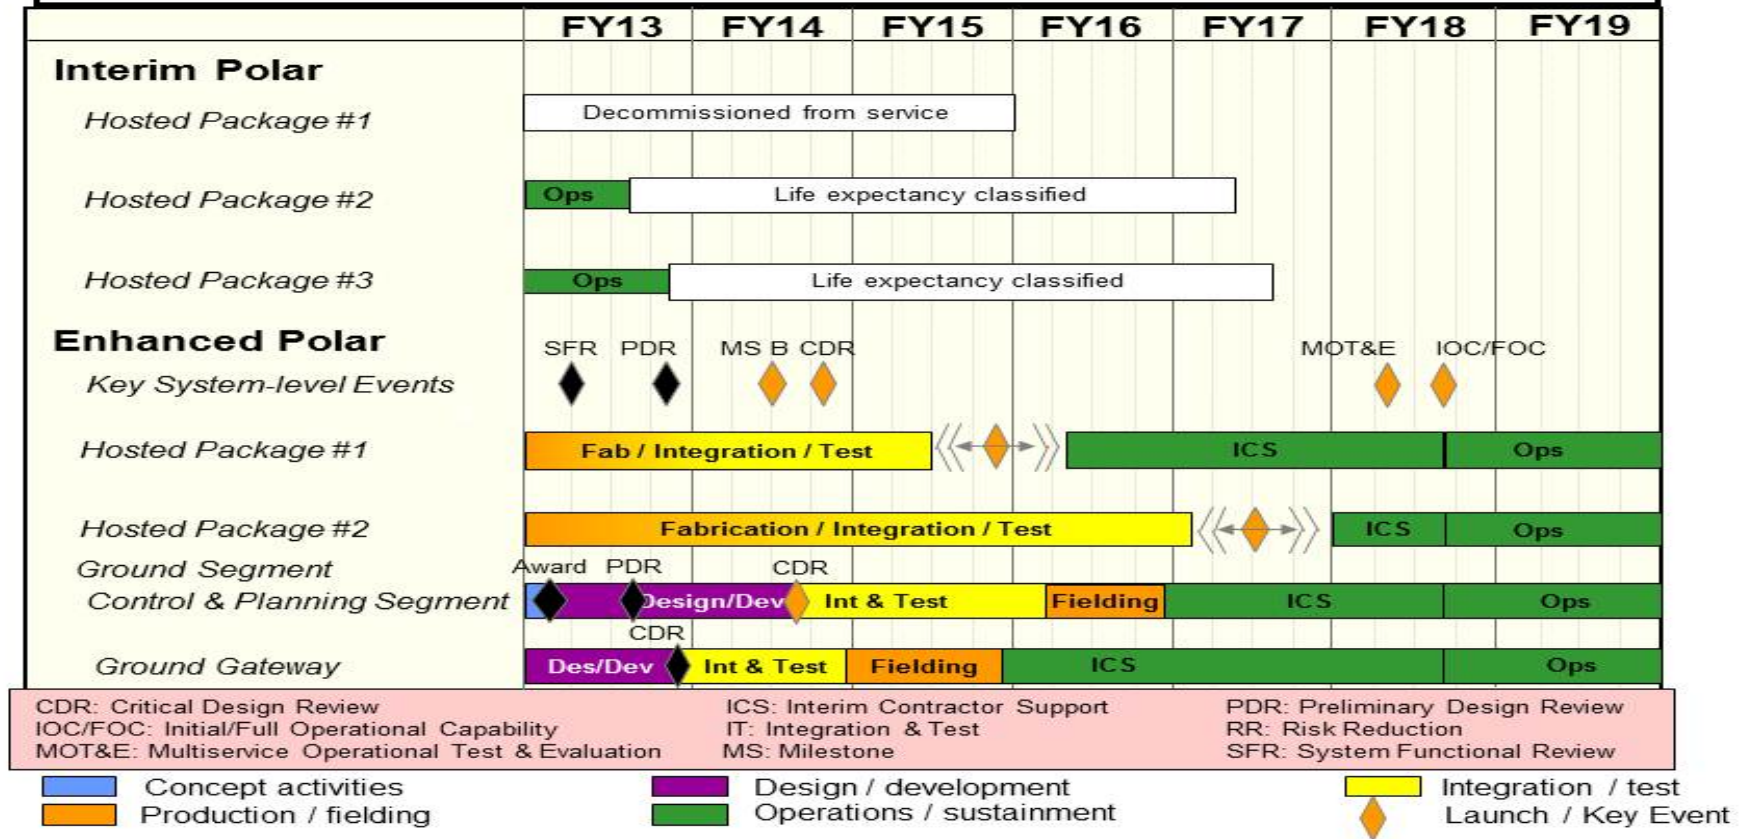 FY13 FY14 FY15 FY16 FY17 FY18 FY19
Interim Polar
Hosted Package #1 Decommissioned from service
Hosted Package #2 Ops Life expectancy classified
Hosted Package #3 Ops Life expectancy classified
Enhanced Polar
SFR PDR MS B CDR MOT&E IOC/FOC
Key System-level Events
Hosted Package #1 Fab / Integration / Test ICS Ops
Hosted Package #2 Fabrication / Integration / Test ICS Ops
Ground Segment Award PDR CDR
Control & Planning Segment Design/Dev Int & Test Fielding ICS Ops
CDR
Ground Gateway Des/Dev Int & Test Fielding ICS Ops
CDR: Critical Design Review ICS: Interim Contractor Support PDR: Preliminary Design Review
IOC/FOC: Initial/Full Operational Capability IT: Integration & Test RR: Risk Reduction
MOT&E: Multiservice Operational Test & Evaluation MS: Milestone SFR: System Functional Review
Concept activities Design / development Integration / test
Production / fielding Operations / sustainment Launch / Key Event